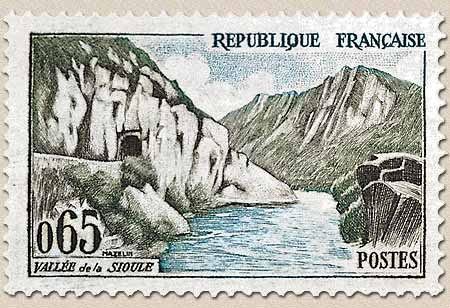 REPUBLIQUE FRANÇAISE
0,65
MAZELIN
VALLÉE de la SIOULE
POSTES